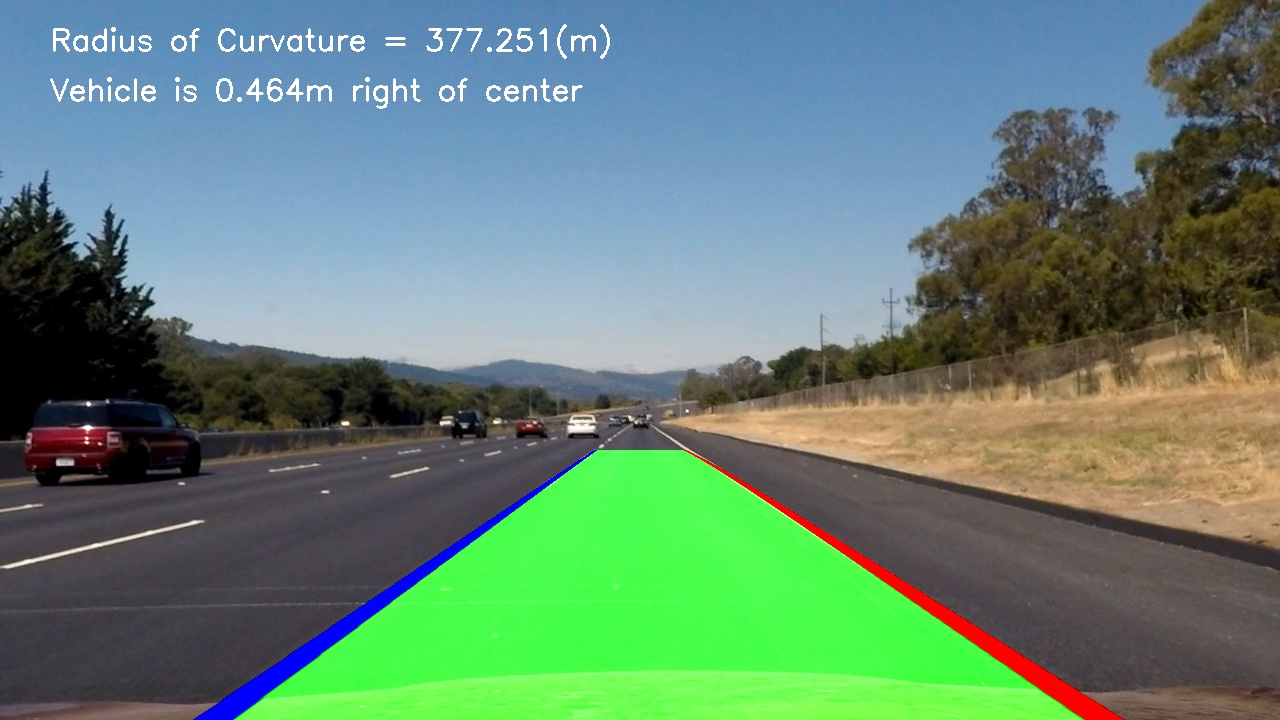 Radius of Curvature = 377.251(m)
Vehicle is 0.464m right of center